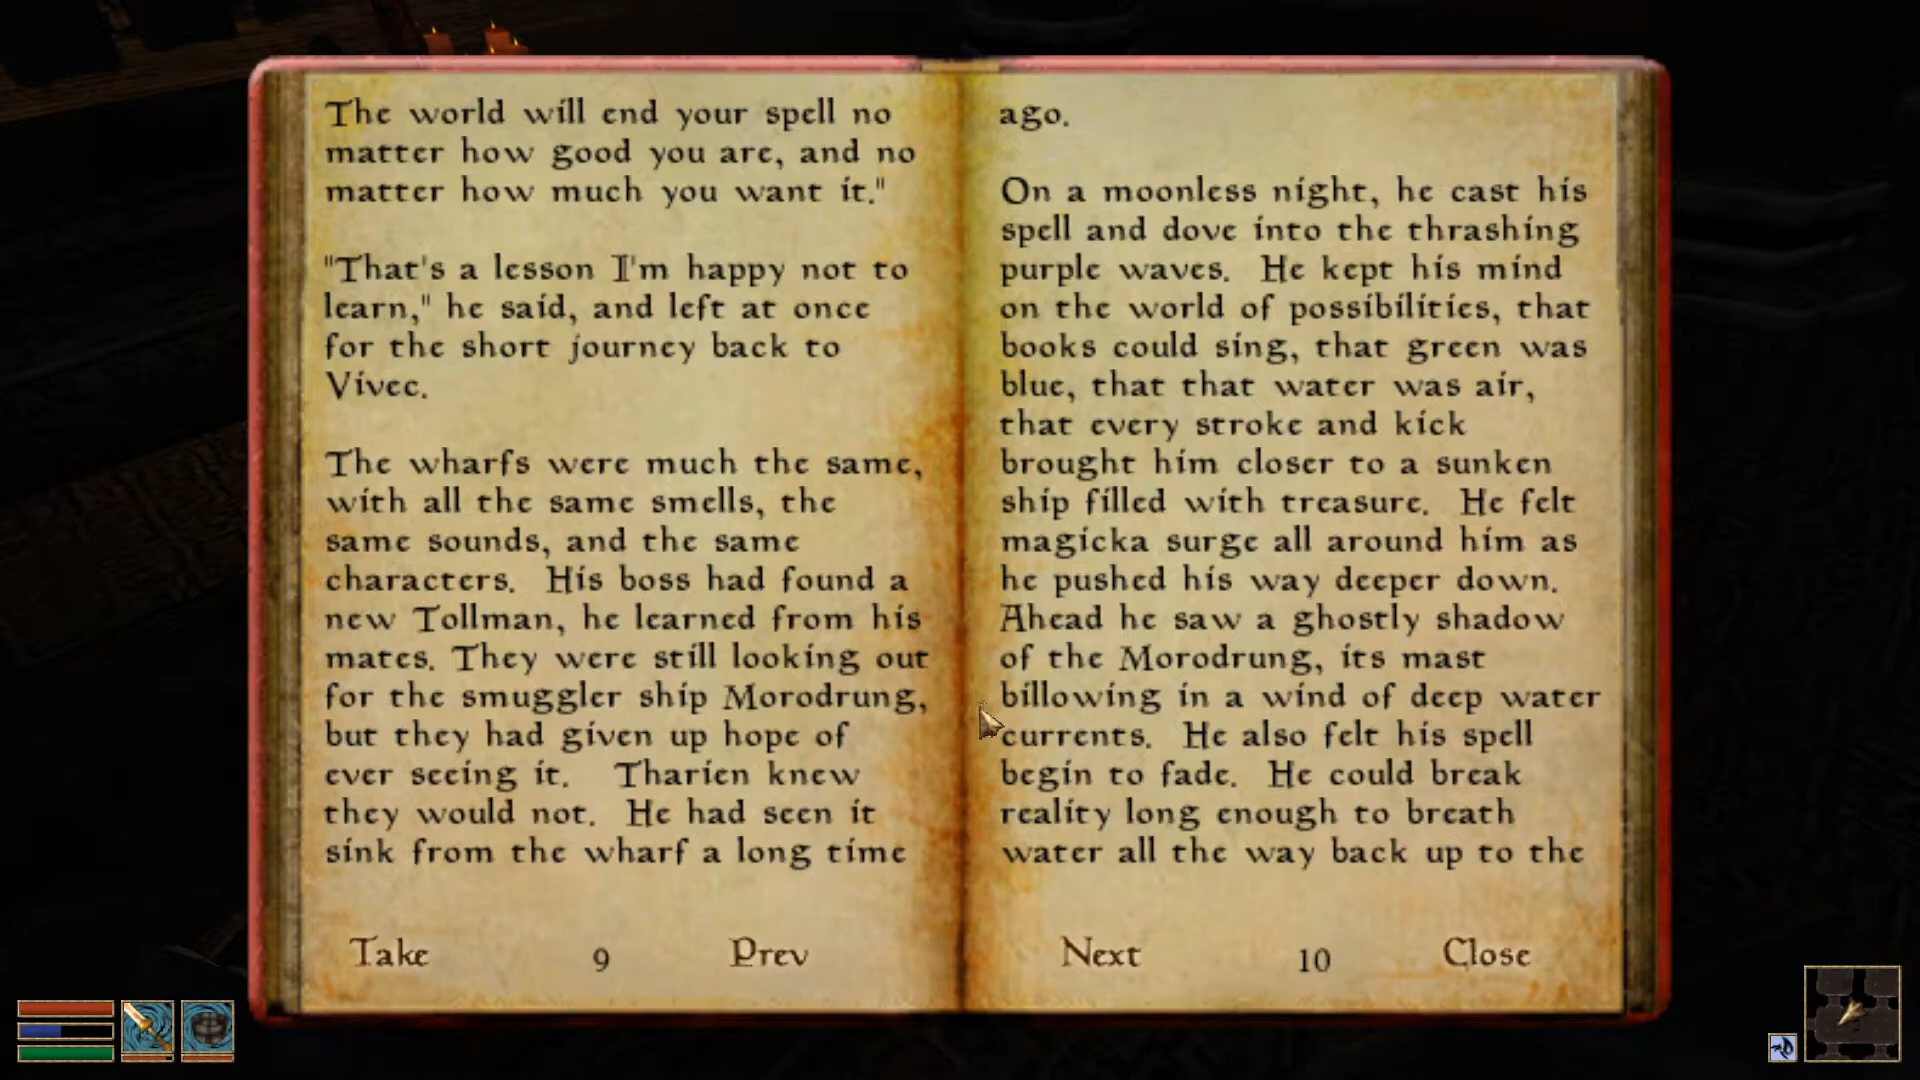 The world will end your spell no
matter how good you are, and no
matter how much you want it."
"That's a lesson I'm happy not to
learn," he said, and left at once
for the short journey back to
Vivec.
The wharfs were much the same,
with all the same smells, the
same sounds, and the same
characters.  His boss had found a
new Tollman, he learned from his
mates. They were still looking out
for the smuggler ship Morodrung,
but they had given up hope of
ever seeing it.   Tharien knew
they would not.  He had seen it
sink from the wharf a long time
ago.
On a moonless night, he cast his
spell and dove into the thrashing
purple waves.  He kept his mind
on the world of possibilities, that
books could sing, that green was
blue, that that water was air,
that every stroke and kick
brought him closer to a sunken
ship filled with treasure.  He felt
magicka surge all around him as
he pushed his way deeper down.
Ahead he saw a ghostly shadow
of the Morodrung, its mast
billowing in a wind of deep water
currents.  He also felt his spell
begin to fade.  He could break
reality long enough to breath
water all the way back up to the
Take 9 Prev Next 10 Close